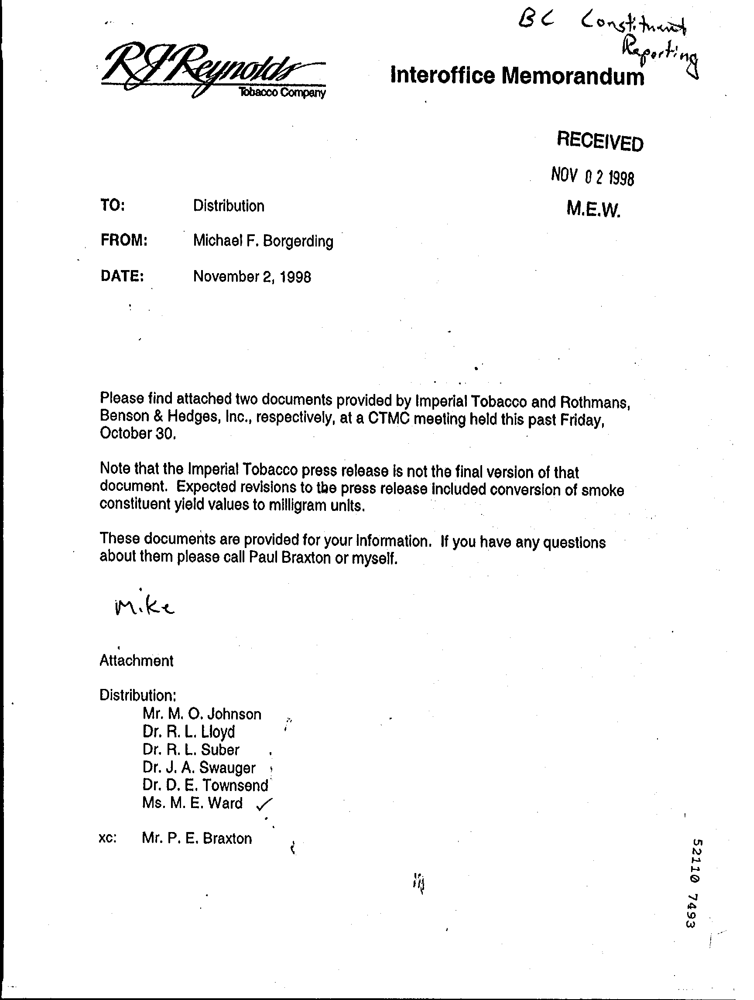 BC Constituent
Reporting
RJReynolds
Tobacco Company
Interoffice Memorandum
RECEIVED
NOV 02 1998
M.E.W.
TO: Distribution
FROM: Michael F. Borgerding
DATE: November 2, 1998
Please find attached two documents provided by Imperial Tobacco and Rothmans,
Benson & Hedges, Inc., respectively, at a CTMC meeting held this past Friday,
October 30.
Note that the Imperial Tobacco press release is not the final version of that
document. Expected revisions to the press release included conversion of smoke
constituent yield values to milligram units.
These documents are provided for your information. If you have any questions
about them please call Paul Braxton or myself.
Mike
Attachment
Distribution:
Mr. M. O. Johnson
Dr. R. L. Lloyd
Dr. R. L. Suber
Dr. J. A. Swauger
Dr. D. E. Townsend
Ms. M. E. Ward ✓
xc: Mr. P. E. Braxton
52110 7493